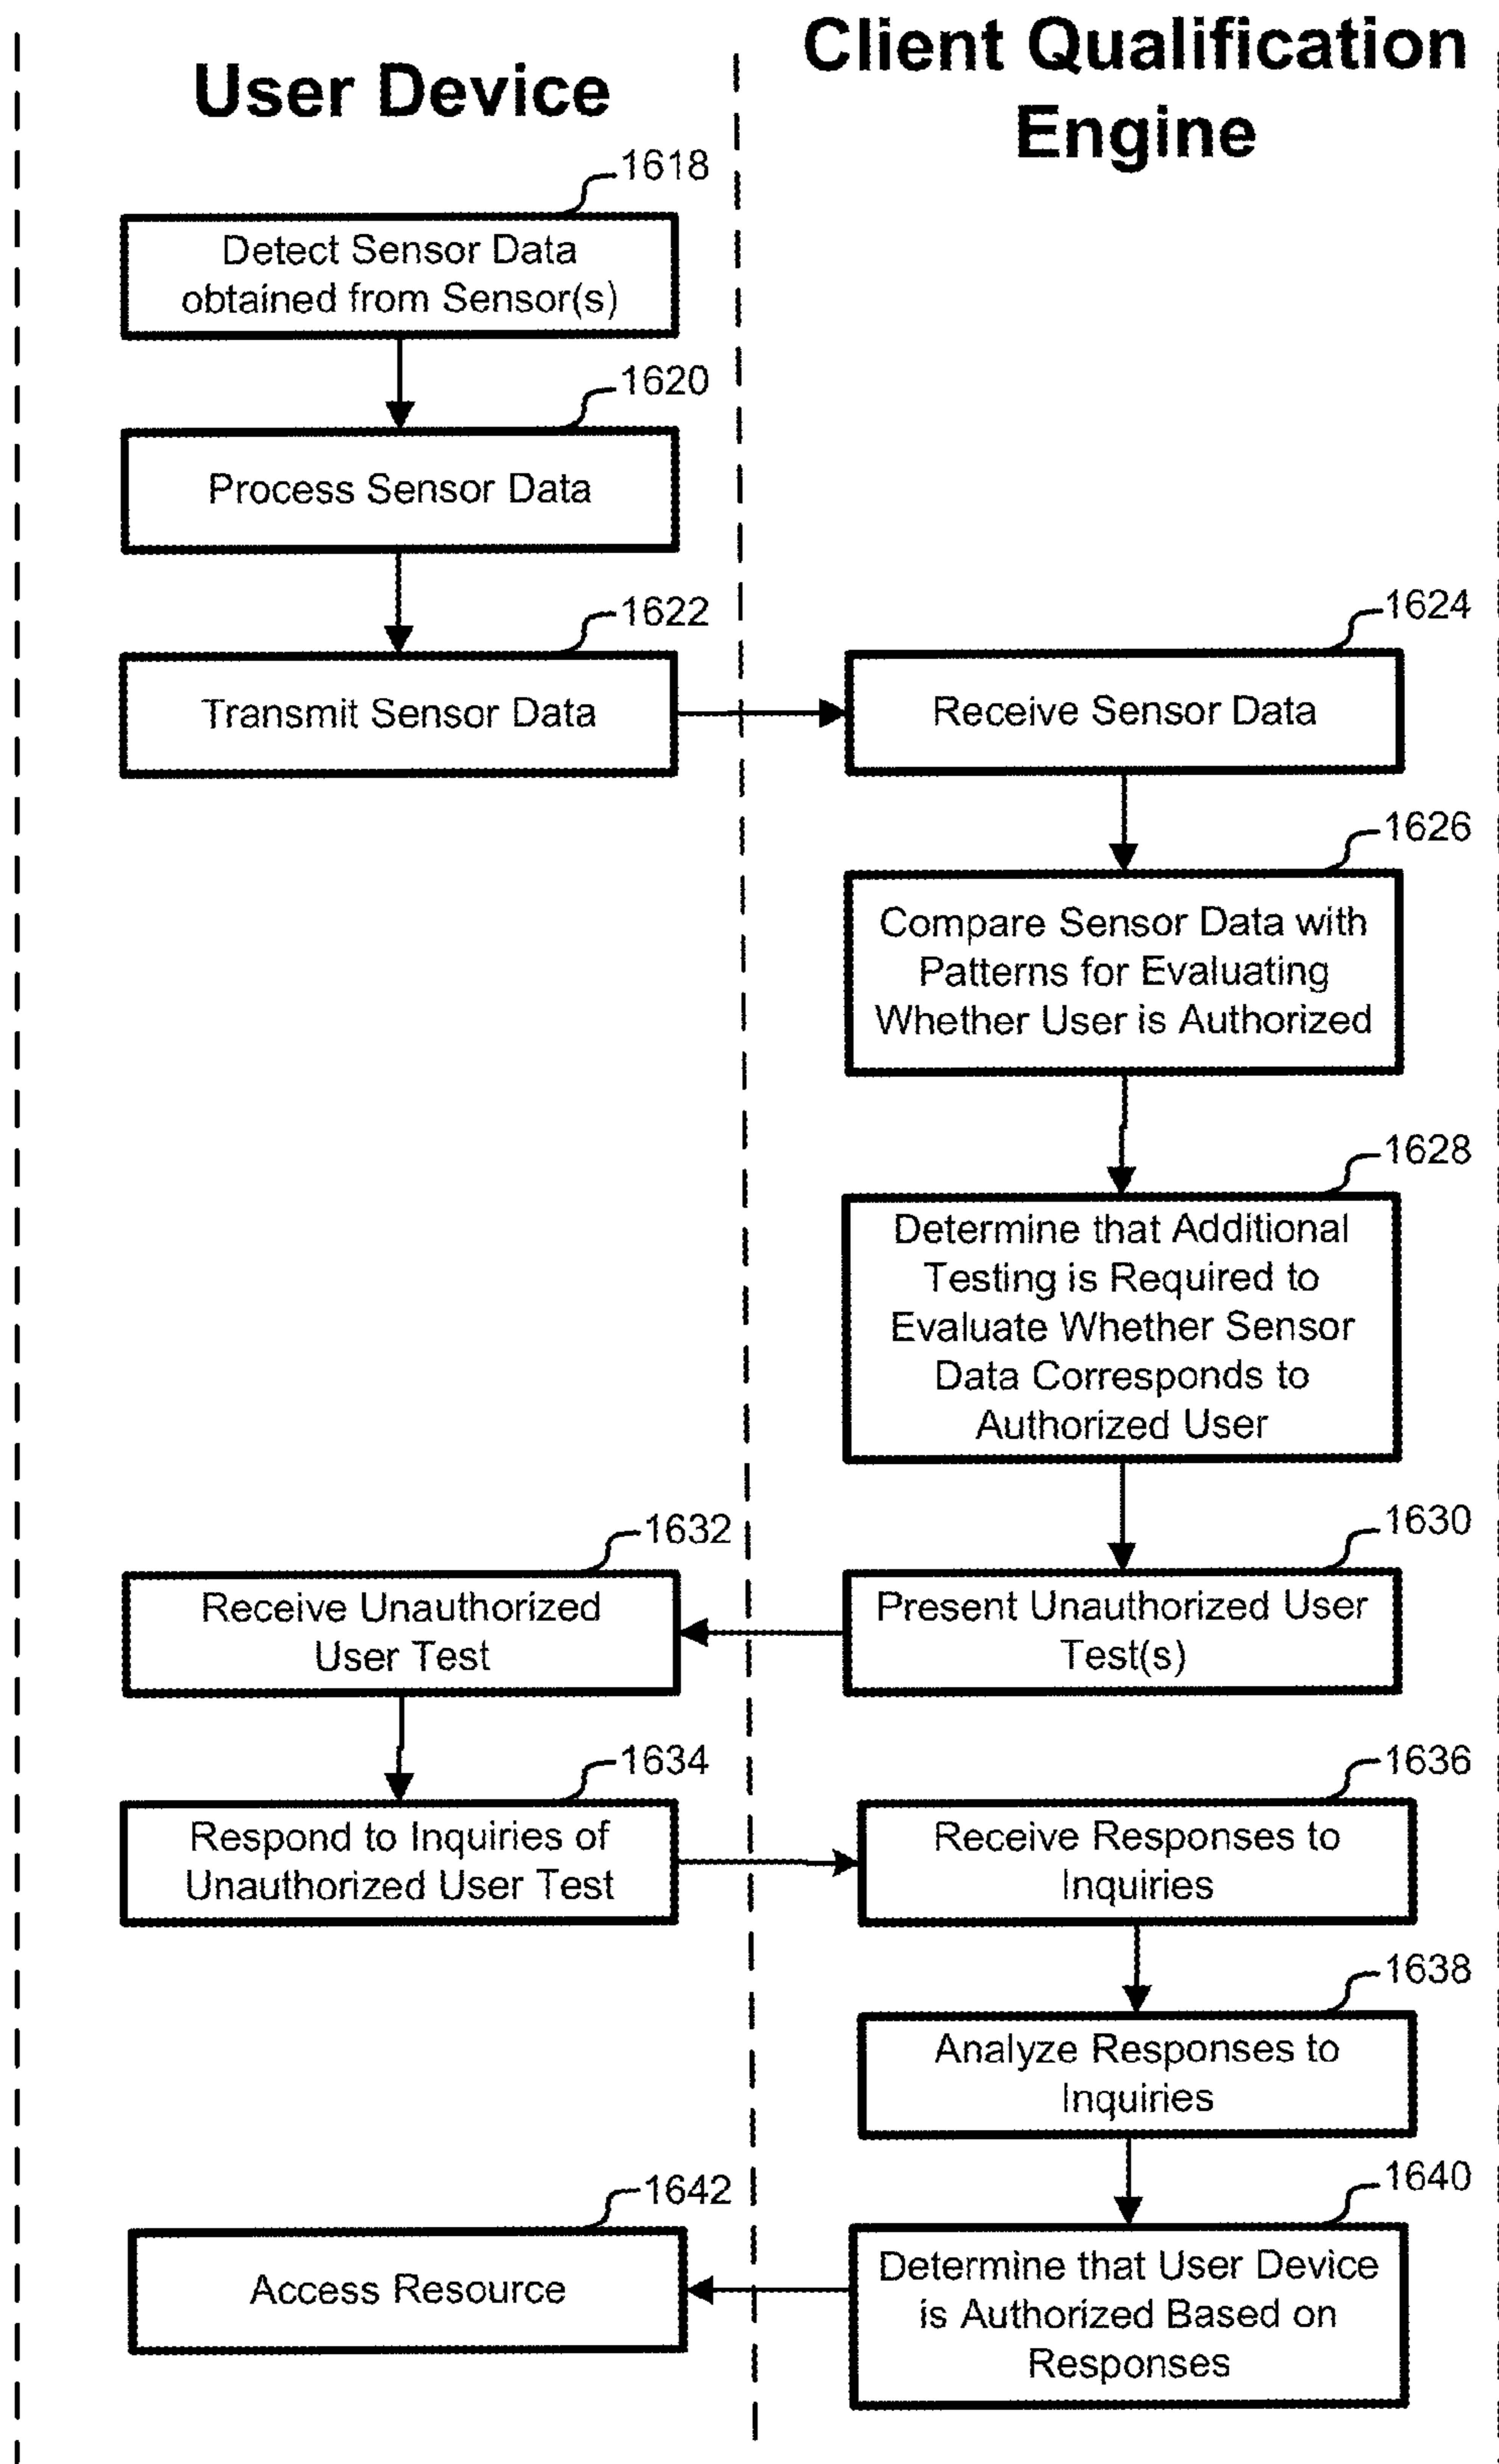 User Device
Client Qualification
Engine
1618
Detect Sensor Data
obtained from Sensor(s)
1620
Process Sensor Data
1622
Transmit Sensor Data
1624
Receive Sensor Data
1626
Compare Sensor Data with
Patterns for Evaluating
Whether User is Authorized
1628
Determine that Additional
Testing is Required to
Evaluate Whether Sensor
Data Corresponds to
Authorized User
1630
Present Unauthorized User
Test(s)
1632
Receive Unauthorized
User Test
1634
Respond to Inquiries of
Unauthorized User Test
1636
Receive Responses to
Inquiries
1638
Analyze Responses to
Inquiries
1640
Determine that User Device
is Authorized Based on
Responses
1642
Access Resource